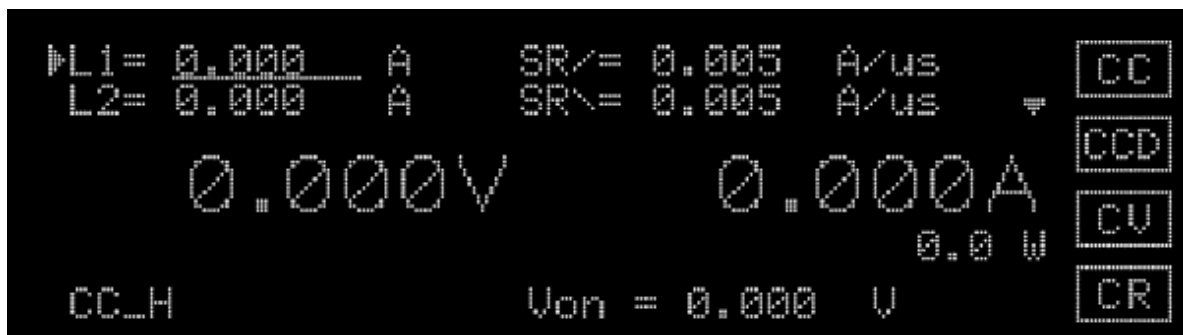 L1= 0.000 A SR/= 0.005 A/us
L2= 0.000 A SR\= 0.005 A/us
CC
CCD
0.000V 0.000A
CV
0.0 W
CC_H Von = 0.000 V
CR